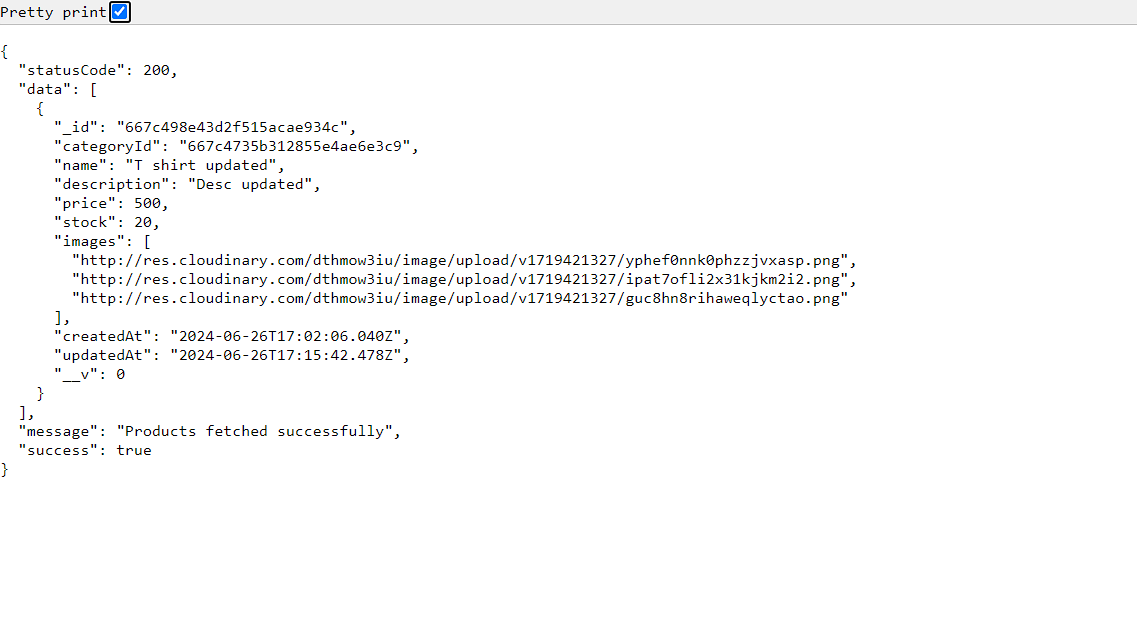 Pretty print
{
  "statusCode": 200,
  "data": [
    {
      "_id": "667c498e43d2f515acae934c",
      "categoryId": "667c4735b312855e4ae6e3c9",
      "name": "T shirt updated",
      "description": "Desc updated",
      "price": 500,
      "stock": 20,
      "images": [
        "http://res.cloudinary.com/dthmow3iu/image/upload/v1719421327/yphef0nnk0phzzjvxasp.png",
        "http://res.cloudinary.com/dthmow3iu/image/upload/v1719421327/ipat7ofli2x31kjkm2i2.png",
        "http://res.cloudinary.com/dthmow3iu/image/upload/v1719421327/guc8hn8rihaweqlyctao.png"
      ],
      "createdAt": "2024-06-26T17:02:06.040Z",
      "updatedAt": "2024-06-26T17:15:42.478Z",
      "__v": 0
    }
  ],
  "message": "Products fetched successfully",
  "success": true
}